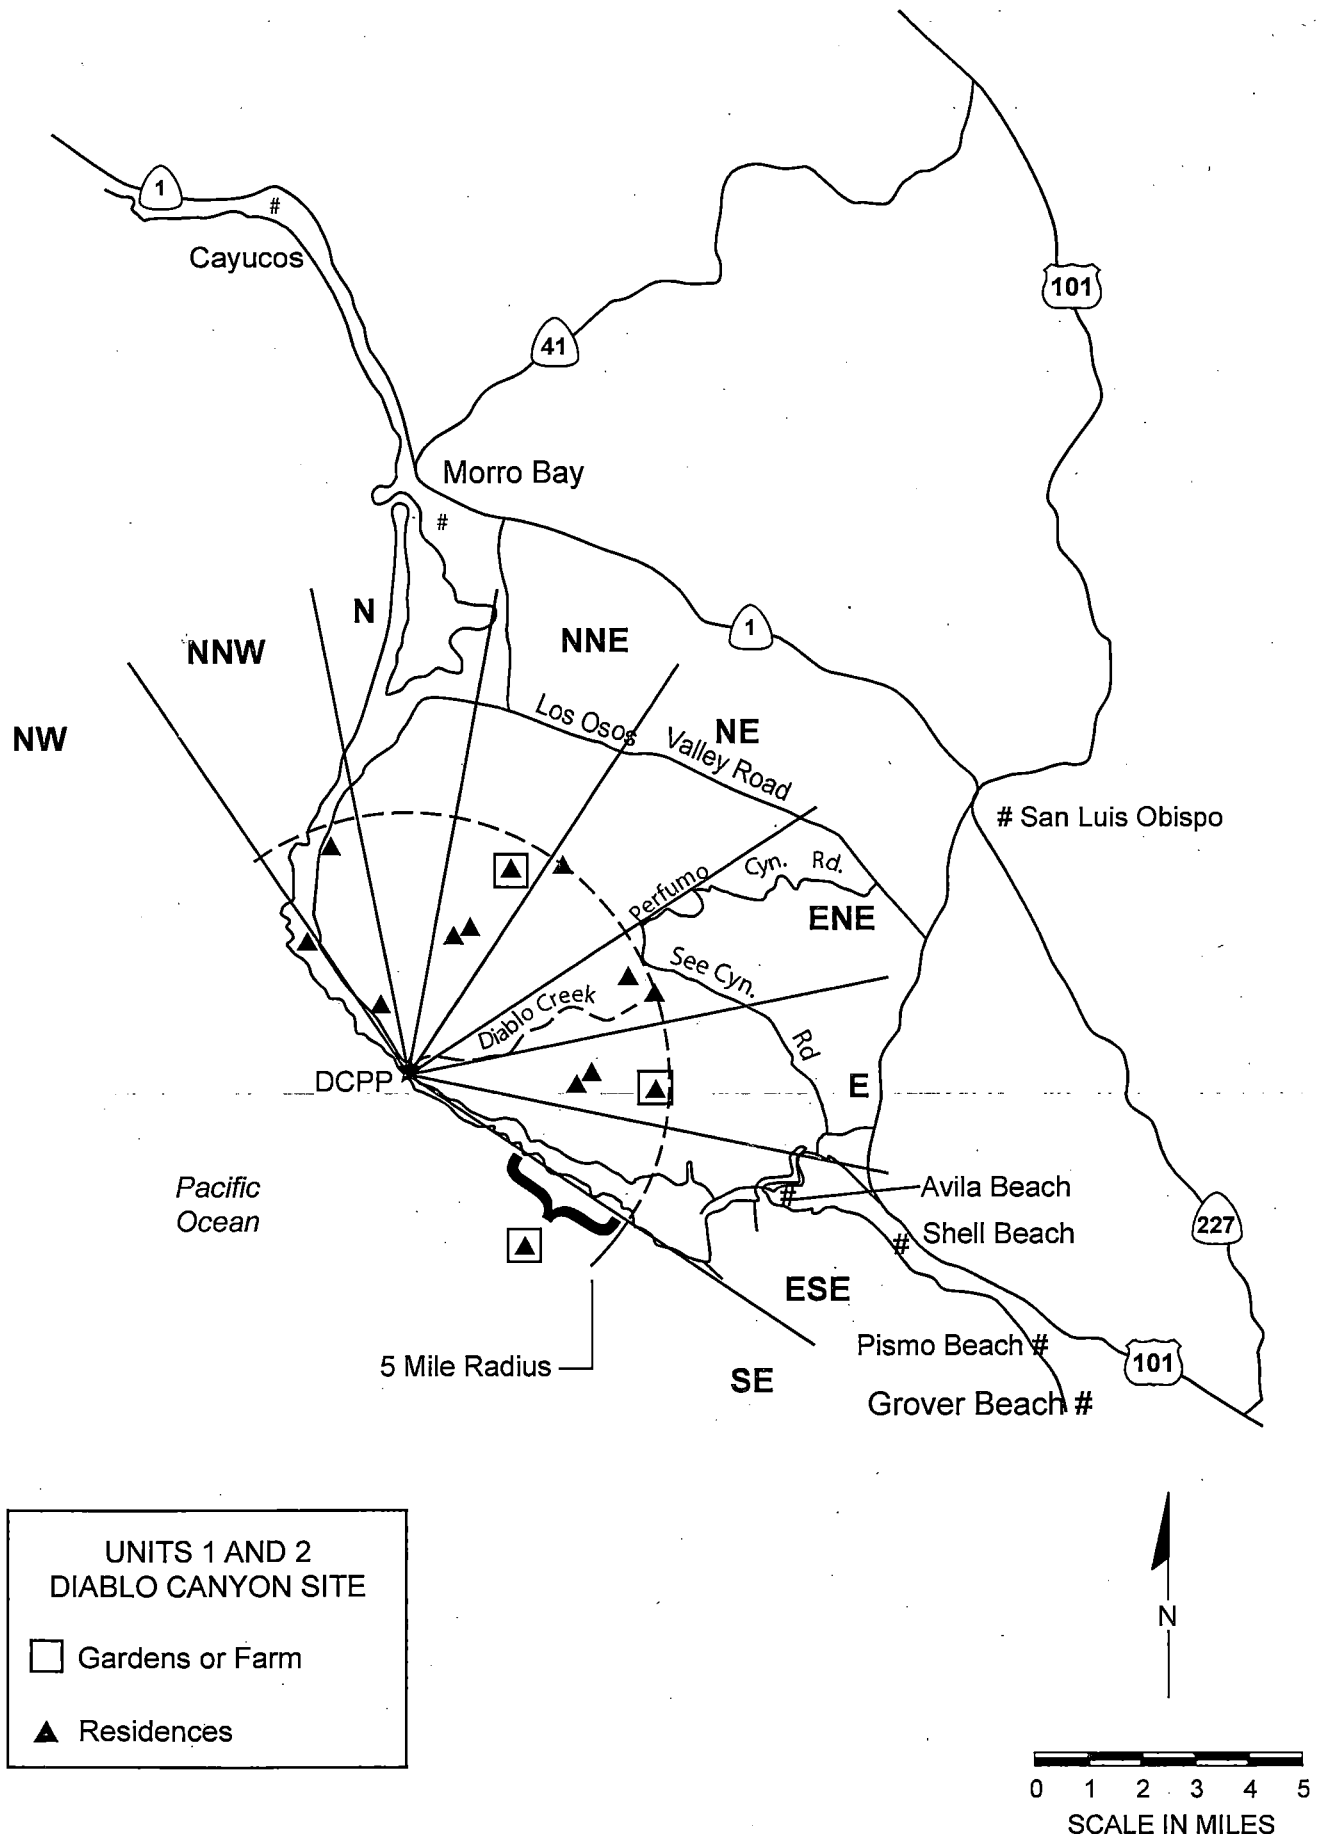 1
#
Cayucos
101
41
Morro Bay
#
N
NNW
NNE
1
NW
Los Osos
Valley Road
NE
# San Luis Obispo
Perfumo
Cyn. Rd.
ENE
See Cyn.
Rd
Diablo Creek
DCPP
E
Pacific
Ocean
#
Avila Beach
227
# Shell Beach
ESE
Pismo Beach #
5 Mile Radius
101
SE
Grover Beach #
UNITS 1 AND 2
DIABLO CANYON SITE
Gardens or Farm
Residences
N
0 1 2 3 4 5
SCALE IN MILES